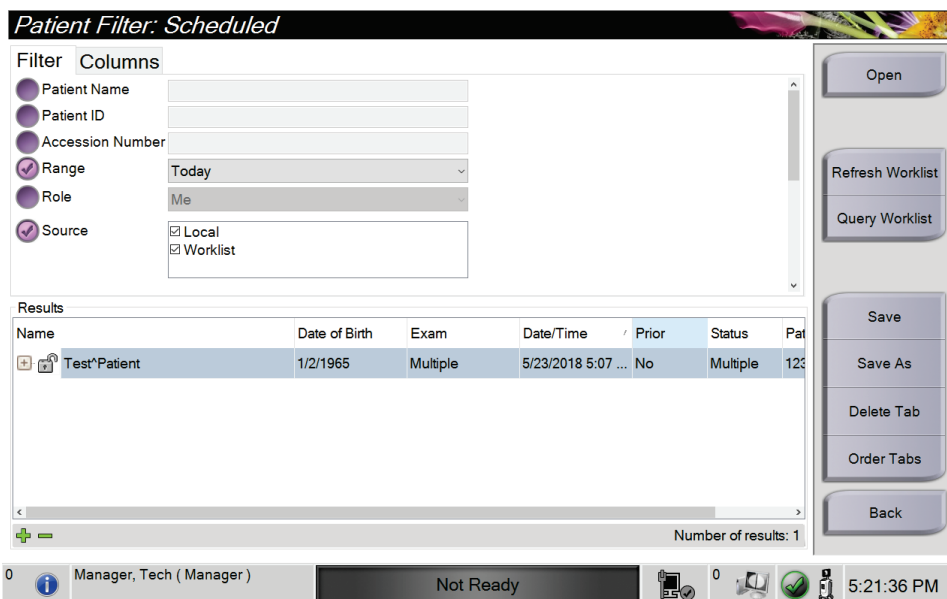 Patient Filter: Scheduled
Filter Columns
Open
Patient Name
Patient ID
Accession Number
Range Today
Refresh Worklist
Role Me
Query Worklist
Source Local
Worklist
Results
Save
Name Date of Birth Exam Date/Time Prior Status Pat
Test^Patient 1/2/1965 Multiple 5/23/2018 5:07 ... No Multiple 123
Save As
Delete Tab
Order Tabs
Back
Number of results: 1
0 Manager, Tech ( Manager ) Not Ready 0 5:21:36 PM